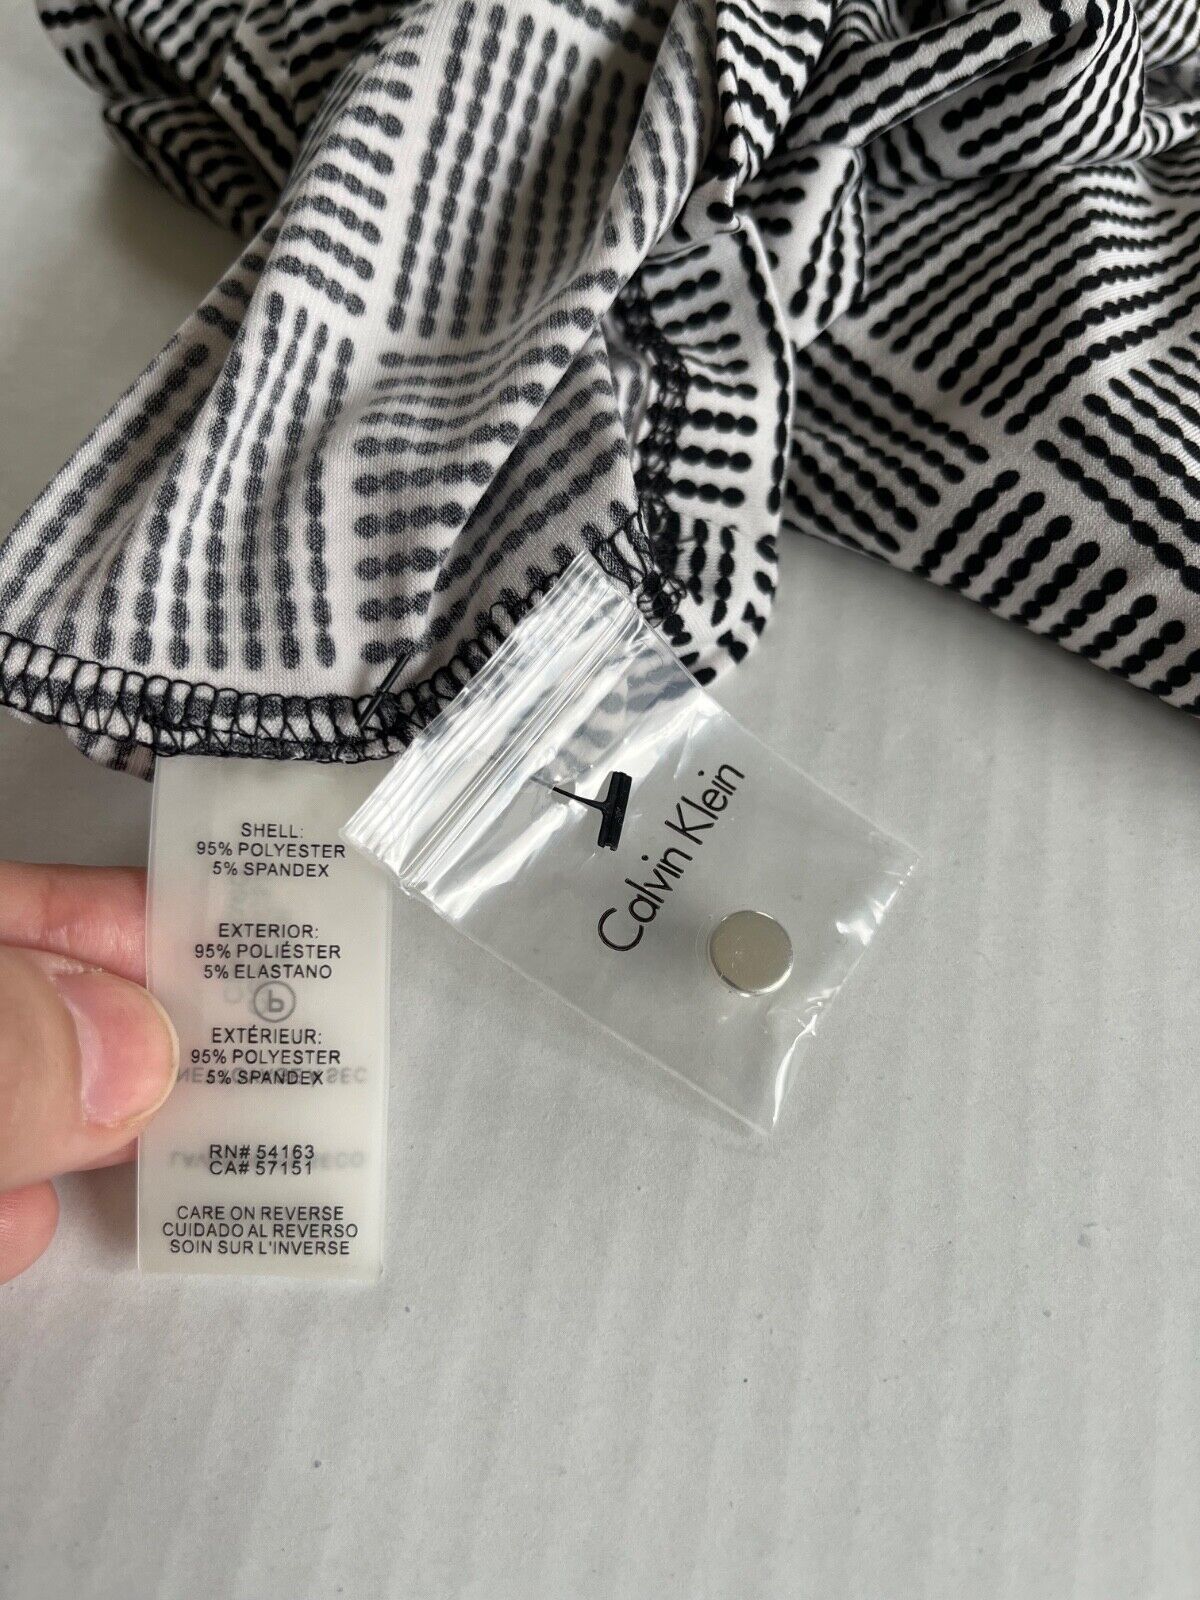 SHELL:
95% POLYESTER
5% SPANDEX
EXTERIOR:
95% POLIÉSTER
5% ELASTANO
P
EXTÉRIEUR:
95% POLYESTER
5% SPANDEX
RN# 54163
CA# 57151
CARE ON REVERSE
CUIDADO AL REVERSO
SOIN SUR L'INVERSE
Calvin Klein